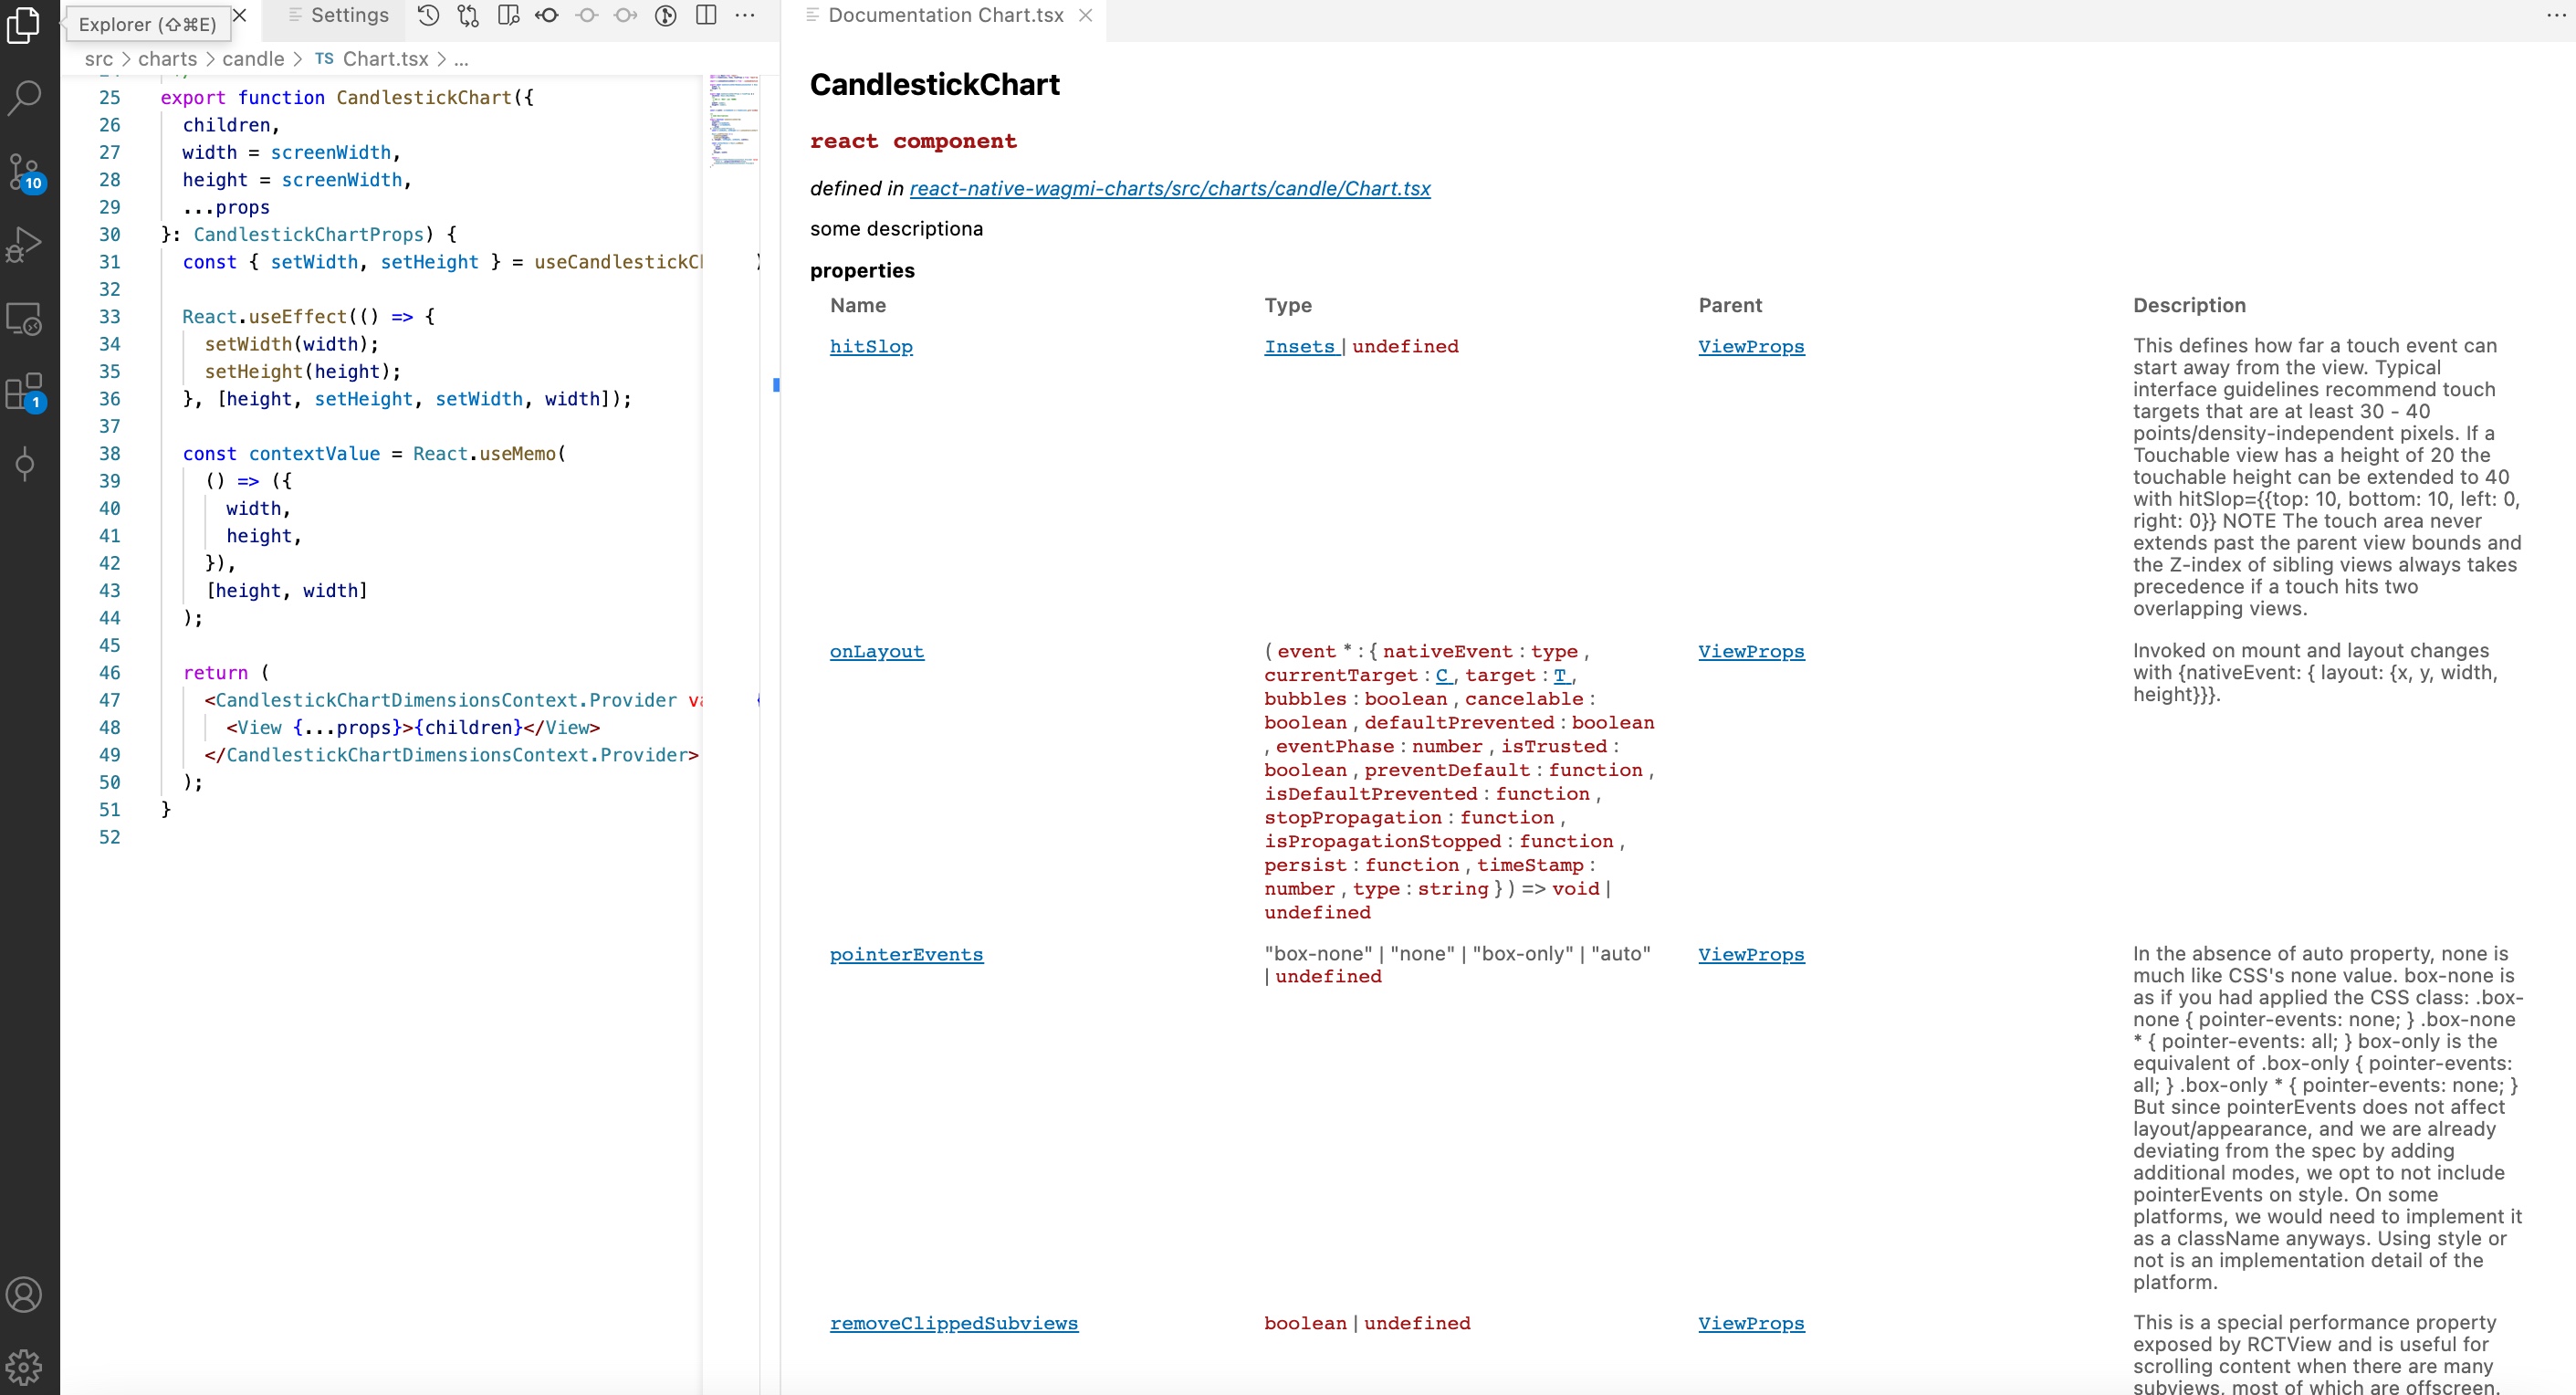 Explorer (⇧⌘E)
Settings
src > charts > candle > TS Chart.tsx > ...
25 export function CandlestickChart({
26 children,
27 width = screenWidth,
28 height = screenWidth,
29 ...props
30 }: CandlestickChartProps) {
31 const { setWidth, setHeight } = useCandlestickCl )
32
33 React.useEffect(() => {
34 setWidth(width);
35 setHeight(height);
36 }, [height, setHeight, setWidth, width]);
37
38 const contextValue = React.useMemo(
39 () => ({
40 width,
41 height,
42 }),
43 [height, width]
44 );
45
46 return (
47 <CandlestickChartDimensionsContext.Provider va {
48 <View {...props}>{children}</View>
49 </CandlestickChartDimensionsContext.Provider>
50 );
51 }
52
10
1
Documentation Chart.tsx
CandlestickChart
react component
defined in react-native-wagmi-charts/src/charts/candle/Chart.tsx
some descriptiona
properties
Name Type Parent Description
hitSlop
Insets | undefined
ViewProps
This defines how far a touch event can
start away from the view. Typical
interface guidelines recommend touch
targets that are at least 30 - 40
points/density-independent pixels. If a
Touchable view has a height of 20 the
touchable height can be extended to 40
with hitSlop={{top: 10, bottom: 10, left: 0,
right: 0}} NOTE The touch area never
extends past the parent view bounds and
the Z-index of sibling views always takes
precedence if a touch hits two
overlapping views.
onLayout
( event * : { nativeEvent : type ,
currentTarget : C , target : T ,
bubbles : boolean , cancelable :
boolean , defaultPrevented : boolean
, eventPhase : number , isTrusted :
boolean , preventDefault : function ,
isDefaultPrevented : function ,
stopPropagation : function ,
isPropagationStopped : function ,
persist : function , timeStamp :
number , type : string } ) => void |
undefined
ViewProps
Invoked on mount and layout changes
with {nativeEvent: { layout: {x, y, width,
height}}}.
pointerEvents
"box-none" | "none" | "box-only" | "auto"
| undefined
ViewProps
In the absence of auto property, none is
much like CSS's none value. box-none is
as if you had applied the CSS class: .box-
none { pointer-events: none; } .box-none
* { pointer-events: all; } box-only is the
equivalent of .box-only { pointer-events:
all; } .box-only * { pointer-events: none; }
But since pointerEvents does not affect
layout/appearance, and we are already
deviating from the spec by adding
additional modes, we opt to not include
pointerEvents on style. On some
platforms, we would need to implement it
as a className anyways. Using style or
not is an implementation detail of the
platform.
removeClippedSubviews
boolean | undefined
ViewProps
This is a special performance property
exposed by RCTView and is useful for
scrolling content when there are many
subviews, most of which are offscreen.